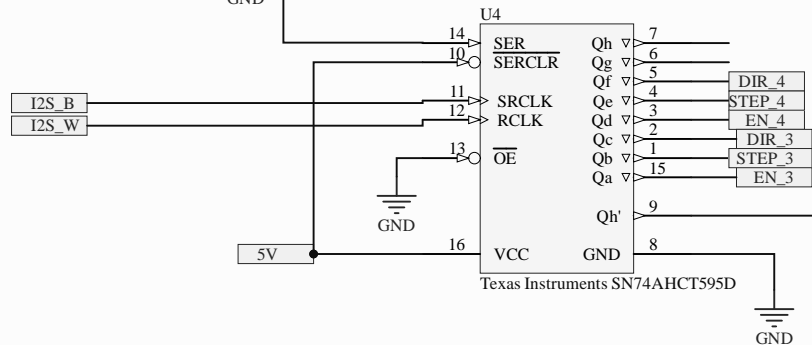 GND
U4
14 SER Qh 7
10 SERCLR Qg 6
Qf 5 DIR_4
I2S_B 11 SRCLK Qe 4 STEP_4
I2S_W 12 RCLK Qd 3 EN_4
Qc 2 DIR_3
13 OE Qb 1 STEP_3
Qa 15 EN_3
GND
Qh' 9
5V 16 VCC GND 8
Texas Instruments SN74AHCT595D
GND